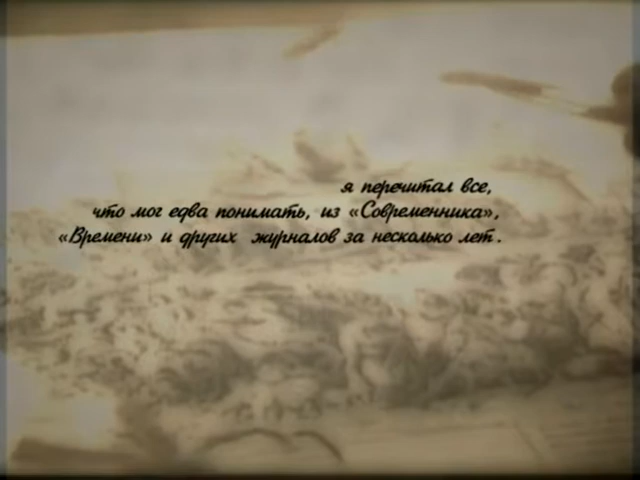 я перечитал все,
что мог едва понимать, из «Современника»,
«Времени» и других журналов за несколько лет.